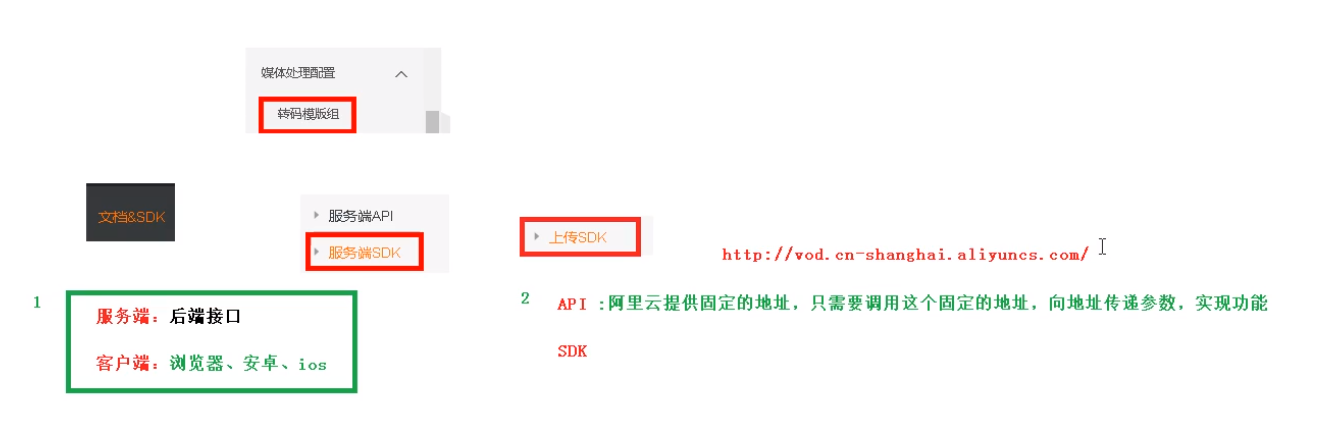 媒体处理配置
转码模版组
文档&SDK
服务端API
服务端SDK
上传SDK
http://vod.cn-shanghai.aliyuncs.com/
1
服务端：后端接口
客户端：浏览器、安卓、ios
2
API ：阿里云提供固定的地址，只需要调用这个固定的地址，向地址传递参数，实现功能
SDK